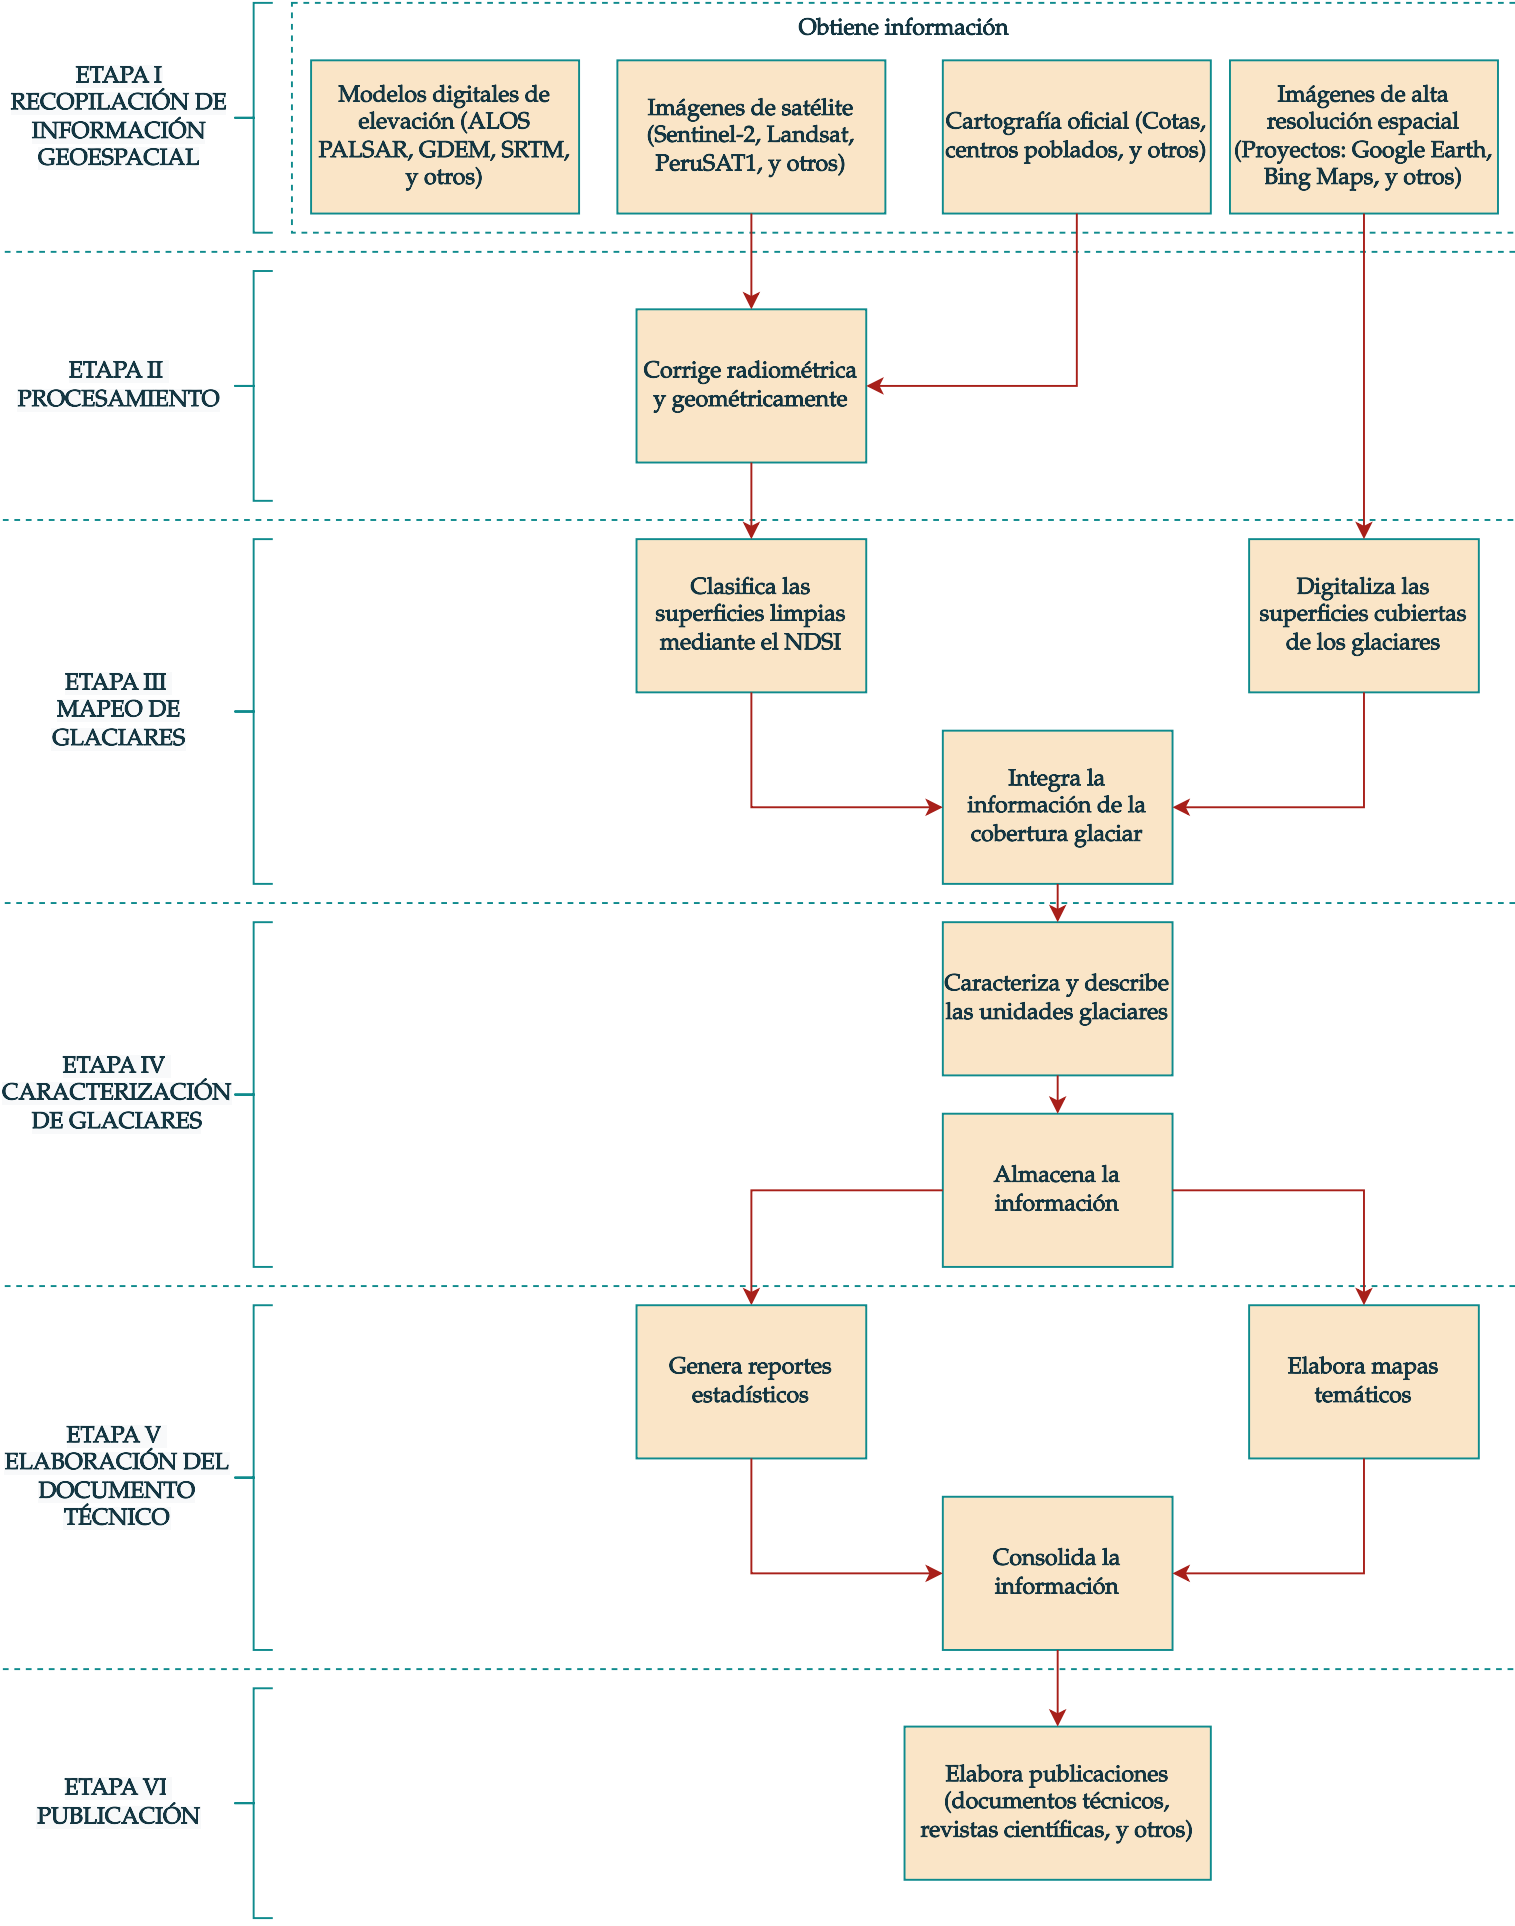 ETAPA I
RECOPILACIÓN DE
INFORMACIÓN
GEOESPACIAL
Obtiene información
Modelos digitales de
elevación (ALOS
PALSAR, GDEM, SRTM,
y otros)
Imágenes de satélite
(Sentinel-2, Landsat,
PeruSAT1, y otros)
Cartografía oficial (Cotas,
centros poblados, y otros)
Imágenes de alta
resolución espacial
(Proyectos: Google Earth,
Bing Maps, y otros)
ETAPA II
PROCESAMIENTO
Corrige radiométrica
y geométricamente
ETAPA III
MAPEO DE
GLACIARES
Clasifica las
superficies limpias
mediante el NDSI
Digitaliza las
superficies cubiertas
de los glaciares
Integra la
información de la
cobertura glaciar
ETAPA IV
CARACTERIZACIÓN
DE GLACIARES
Caracteriza y describe
las unidades glaciares
Almacena la
información
ETAPA V
ELABORACIÓN DEL
DOCUMENTO
TÉCNICO
Genera reportes
estadísticos
Elabora mapas
temáticos
Consolida la
información
ETAPA VI
PUBLICACIÓN
Elabora publicaciones
(documentos técnicos,
revistas científicas, y otros)